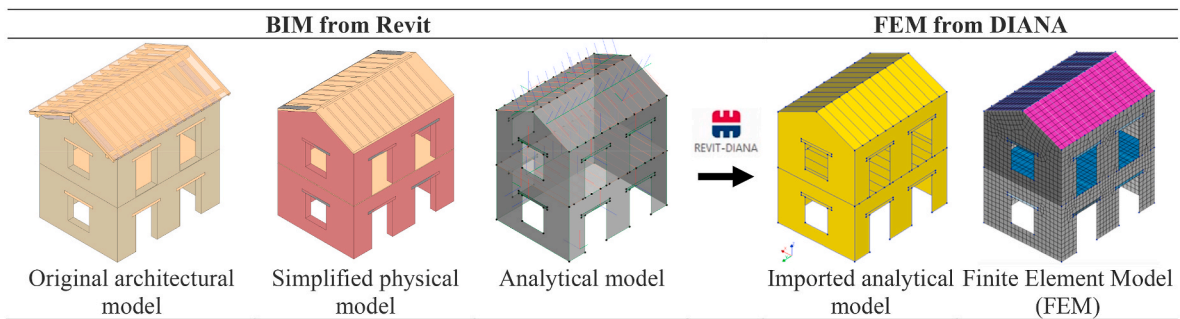 BIM from Revit
FEM from DIANA
REVIT-DIANA
Original architectural
model
Simplified physical
model
Analytical model
Imported analytical
model
Finite Element Model
(FEM)